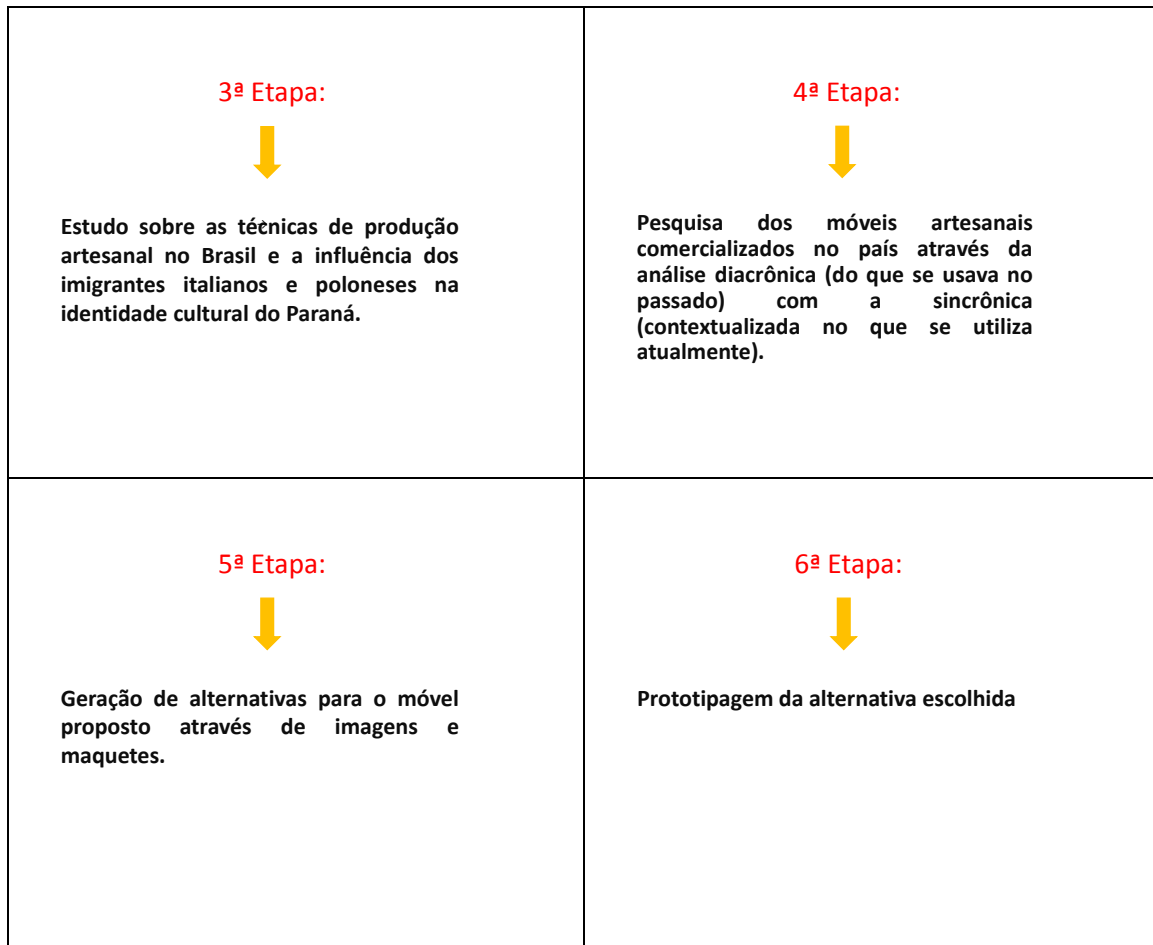 3ª Etapa:
Estudo sobre as técnicas de produção
artesanal no Brasil e a influência dos
imigrantes italianos e poloneses na
identidade cultural do Paraná.
4ª Etapa:
Pesquisa dos móveis artesanais
comercializados no país através da
análise diacrônica (do que se usava no
passado) com a sincrônica
(contextualizada no que se utiliza
atualmente).
5ª Etapa:
Geração de alternativas para o móvel
proposto através de imagens e
maquetes.
6ª Etapa:
Prototipagem da alternativa escolhida